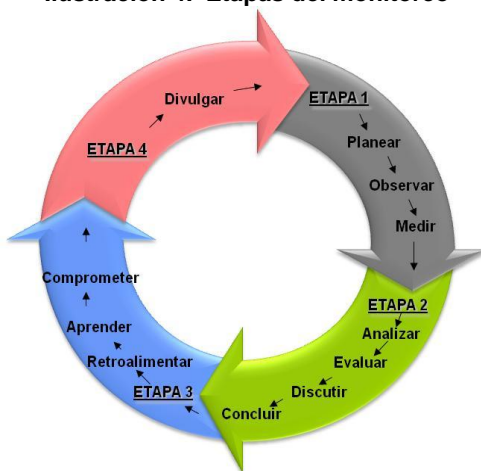 Ilustración Etapas del monitoreo
ETAPA 1
Planear
Observar
Medir
ETAPA 2
Analizar
Evaluar
Discutir
Concluir
ETAPA 3
Retroalimentar
Aprender
Comprometer
ETAPA 4
Divulgar